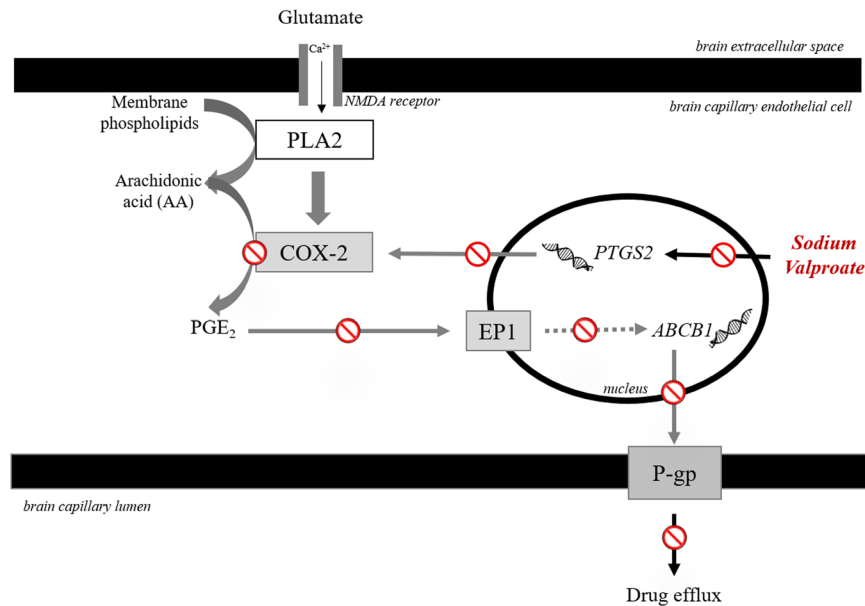 Glutamate
Ca²⁺
brain extracellular space
NMDA receptor
brain capillary endothelial cell
Membrane
phospholipids
PLA2
Arachidonic
acid (AA)
COX-2
PTGS2
Sodium
Valproate
PGE₂
EP1
ABCB1
nucleus
P-gp
brain capillary lumen
Drug efflux